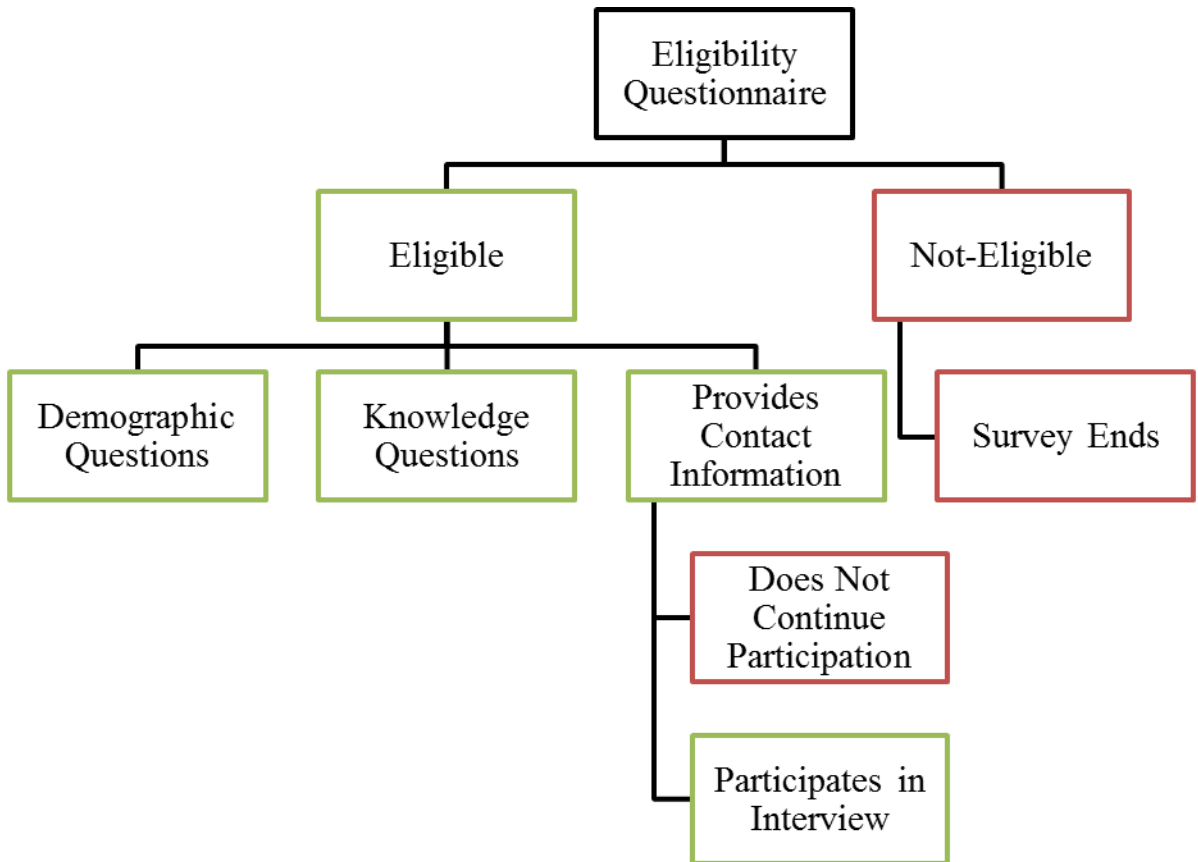 Eligibility
Questionnaire
Eligible
Not-Eligible
Demographic
Questions
Knowledge
Questions
Provides
Contact
Information
Survey Ends
Does Not
Continue
Participation
Participates in
Interview